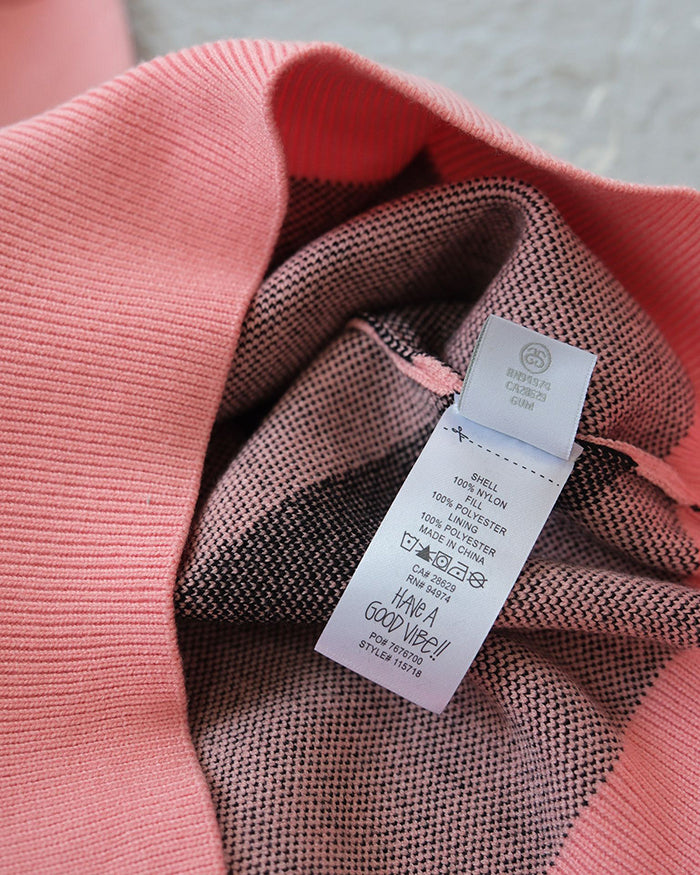 RN94974
CA28629
GUM
SHELL
100% NYLON
FILL
100% POLYESTER
LINING
100% POLYESTER
MADE IN CHINA
CA# 28629
RN# 94974
HAVE A
GOOD VIBE!!
PO# 7676700
STYLE# 115718